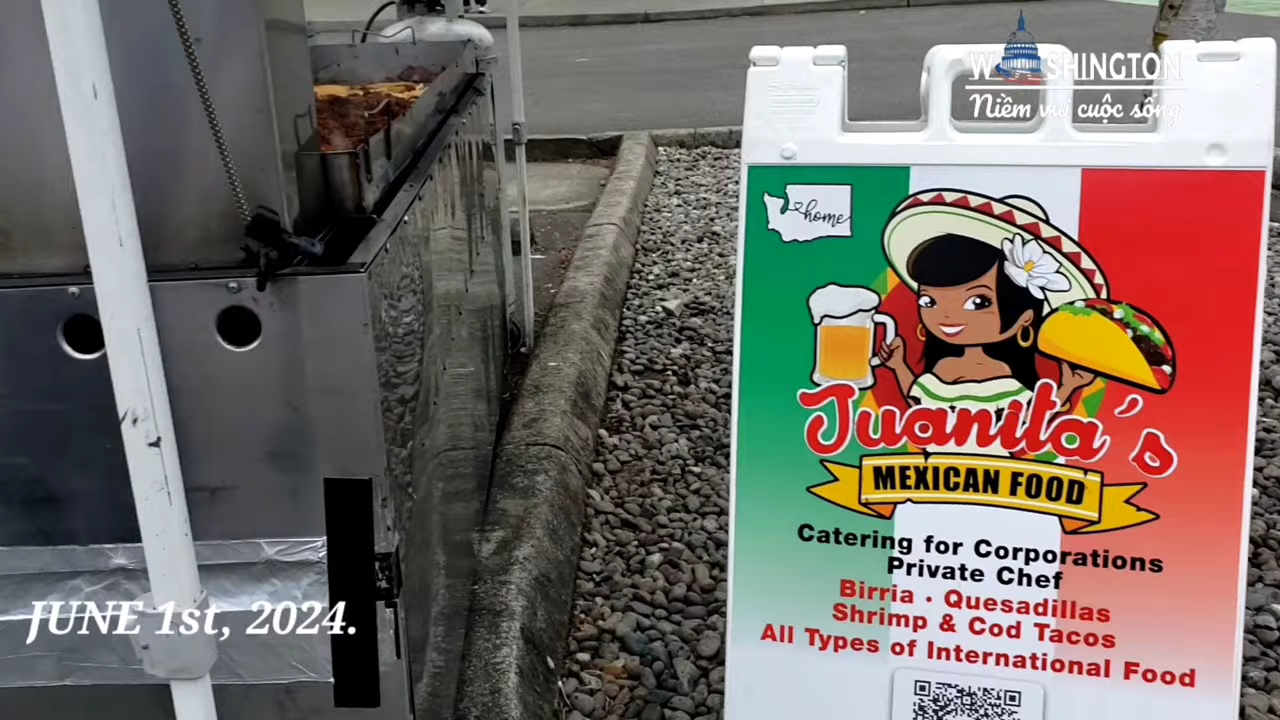 WASHINGTON
Niềm vui cuộc sống
home
Juanita's
MEXICAN FOOD
Catering for Corporations
Private Chef
Birria · Quesadillas
Shrimp & Cod Tacos
All Types of International Food
JUNE 1st, 2024.